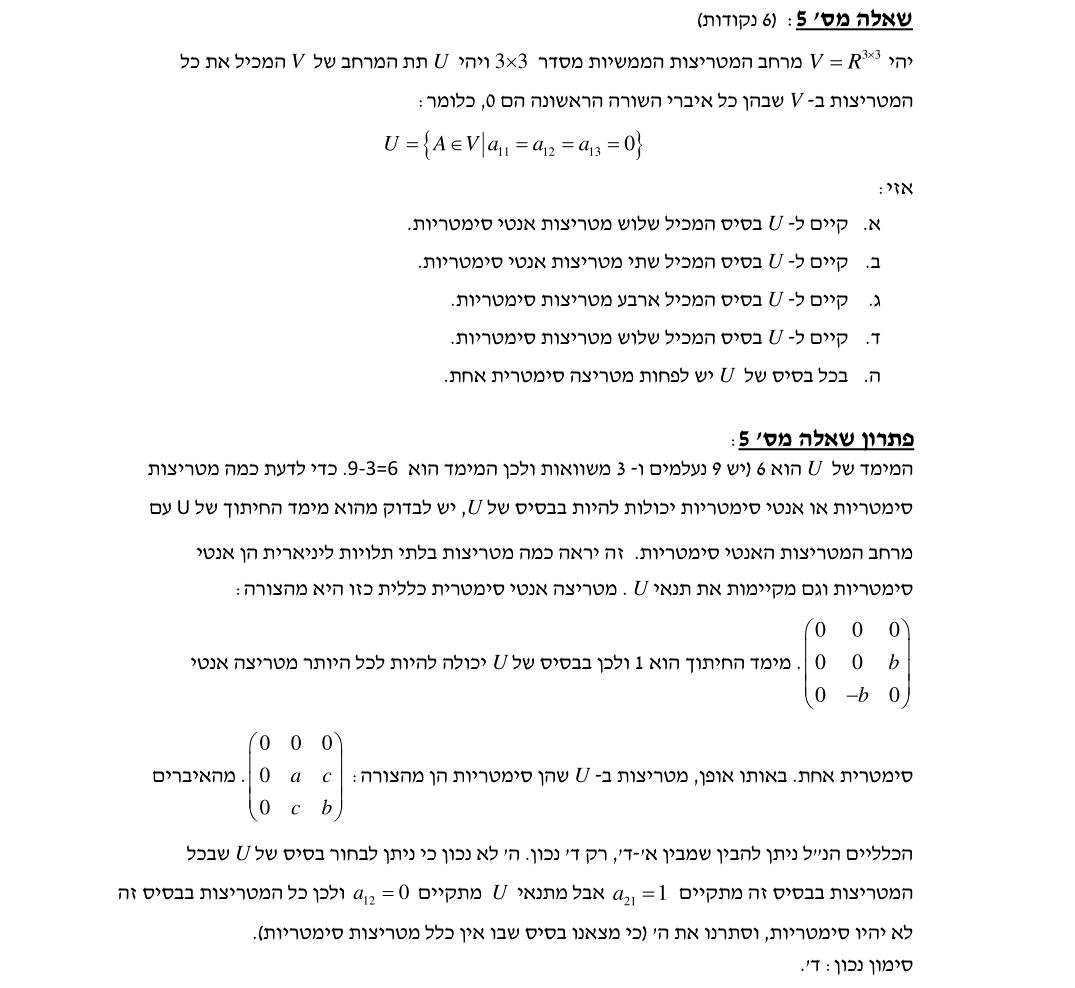 שאלה מס׳ 5 : (6 נקודות)
יהי V = R^{3×3} מרחב המטריצות הממשיות מסדר 3×3 ויהי U תת המרחב של V המכיל את כל
המטריצות ב- V שבהן כל איברי השורה הראשונה הם 0, כלומר:
U = {A ∈ V | a_{11} = a_{12} = a_{13} = 0}
אזי:
א. קיים ל- U בסיס המכיל שלוש מטריצות אנטי סימטריות.
ב. קיים ל- U בסיס המכיל שתי מטריצות אנטי סימטריות.
ג. קיים ל- U בסיס המכיל ארבע מטריצות סימטריות.
ד. קיים ל- U בסיס המכיל שלוש מטריצות סימטריות.
ה. בכל בסיס של U יש לפחות מטריצה סימטרית אחת.
פתרון שאלה מס׳ 5 :
המימד של U הוא 6 (יש 9 נעלמים ו- 3 משוואות ולכן המימד הוא 9-3=6. כדי לדעת כמה מטריצות
סימטריות או אנטי סימטריות יכולות להיות בבסיס של U, יש לבדוק מהוא מימד החיתוך של U עם
מרחב המטריצות האנטי סימטריות. זה יראה כמה מטריצות בלתי תלויות ליניארית הן אנטי
סימטריות וגם מקיימות את תנאי U . מטריצה אנטי סימטרית כללית כזו היא מהצורה:
0 0 0
0 0 b . מימד החיתוך הוא 1 ולכן בבסיס של U יכולה להיות לכל היותר מטריצה אנטי
0 −b 0
0 0 0
סימטרית אחת. באותו אופן, מטריצות ב- U שהן סימטריות הן מהצורה: 0 a c . מהאיברים
0 c b
הכלליים הנ״ל ניתן להבין שמבין א׳-ד׳, רק ד׳ נכון. ה׳ לא נכון כי ניתן לבחור בסיס של U שבכל
המטריצות בבסיס זה מתקיים a_{21} = 1 אבל מתנאי U מתקיים a_{12} = 0 ולכן כל המטריצות בבסיס זה
לא יהיו סימטריות, וסתרנו את ה׳ (כי מצאנו בסיס שבו אין כלל מטריצות סימטריות).
סימון נכון: ד׳.